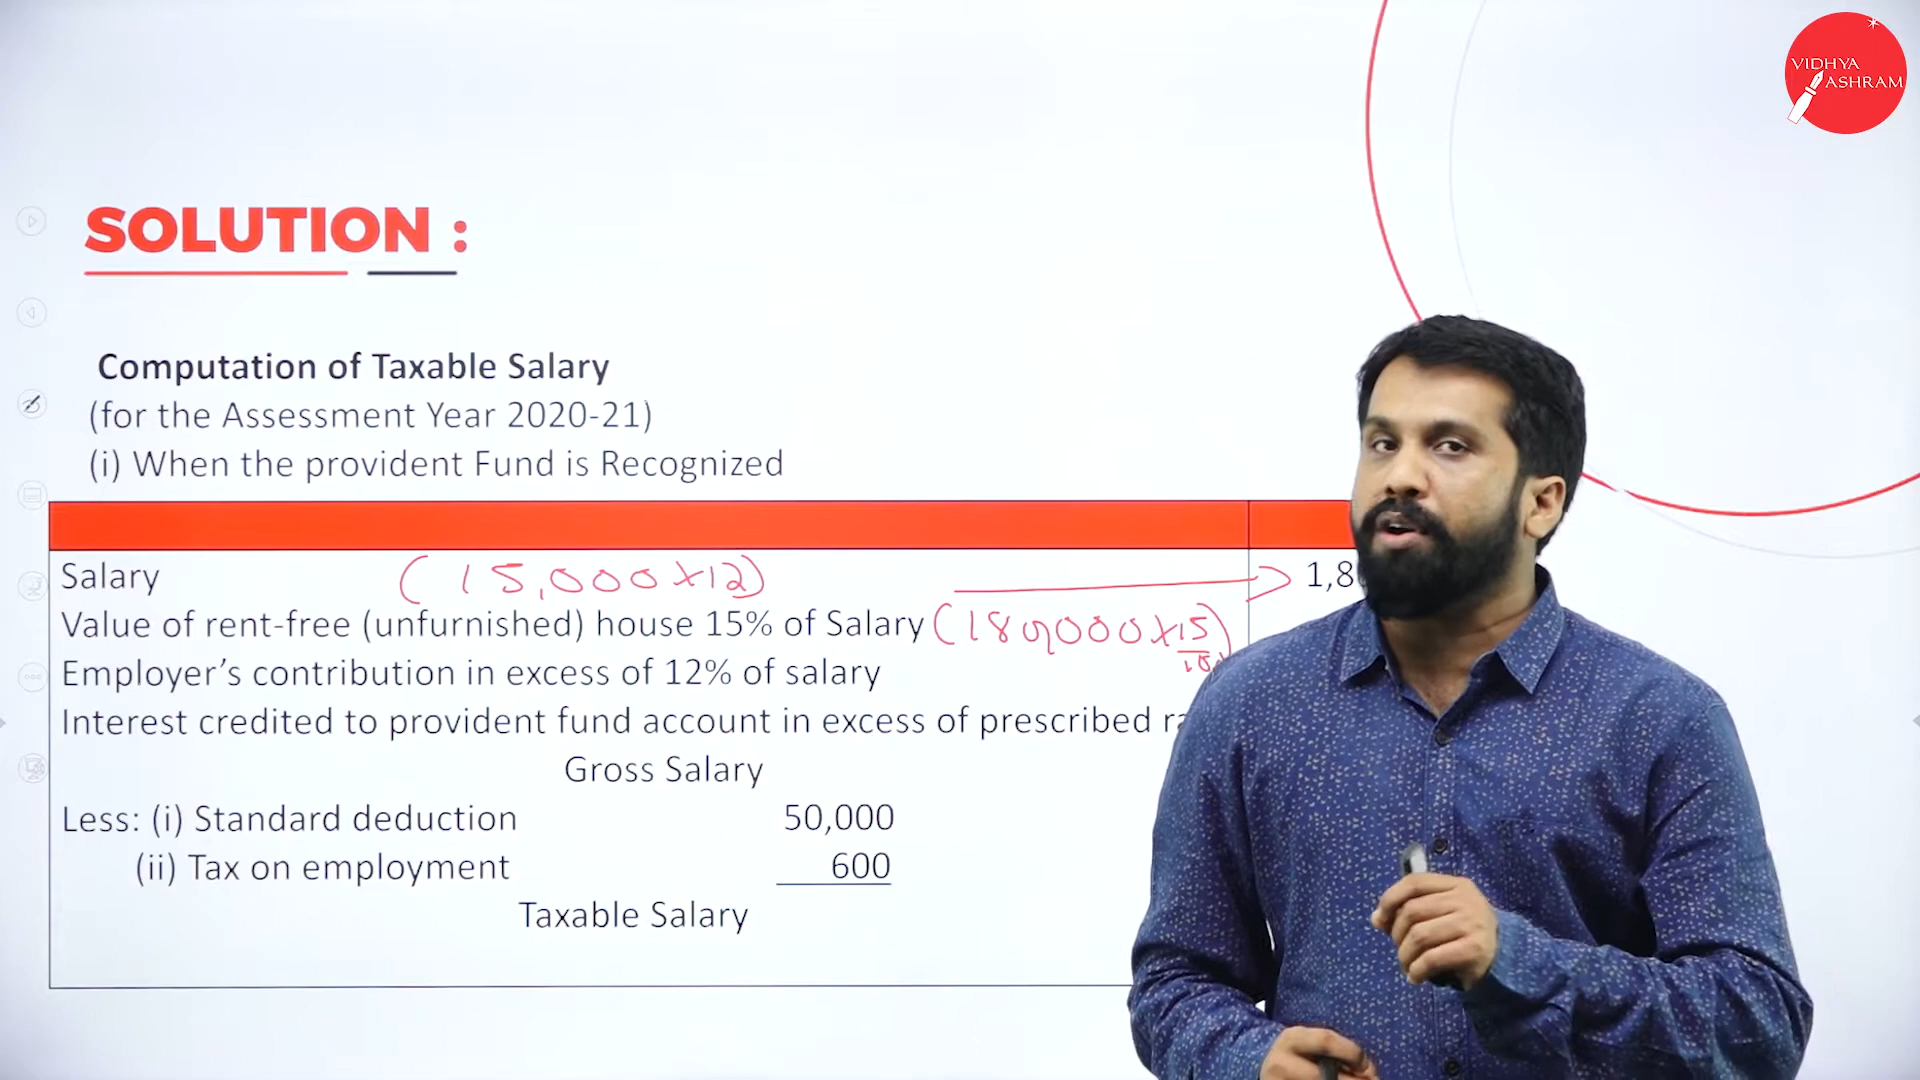 VIDHYA
ASHRAM
SOLUTION :
Computation of Taxable Salary
(for the Assessment Year 2020-21)
(i) When the provident Fund is Recognized
Salary (15,000×12) 1,8
Value of rent-free (unfurnished) house 15% of Salary (180,000×15
Employer's contribution in excess of 12% of salary
Interest credited to provident fund account in excess of prescribed
Gross Salary
Less: (i) Standard deduction 50,000
(ii) Tax on employment 600
Taxable Salary